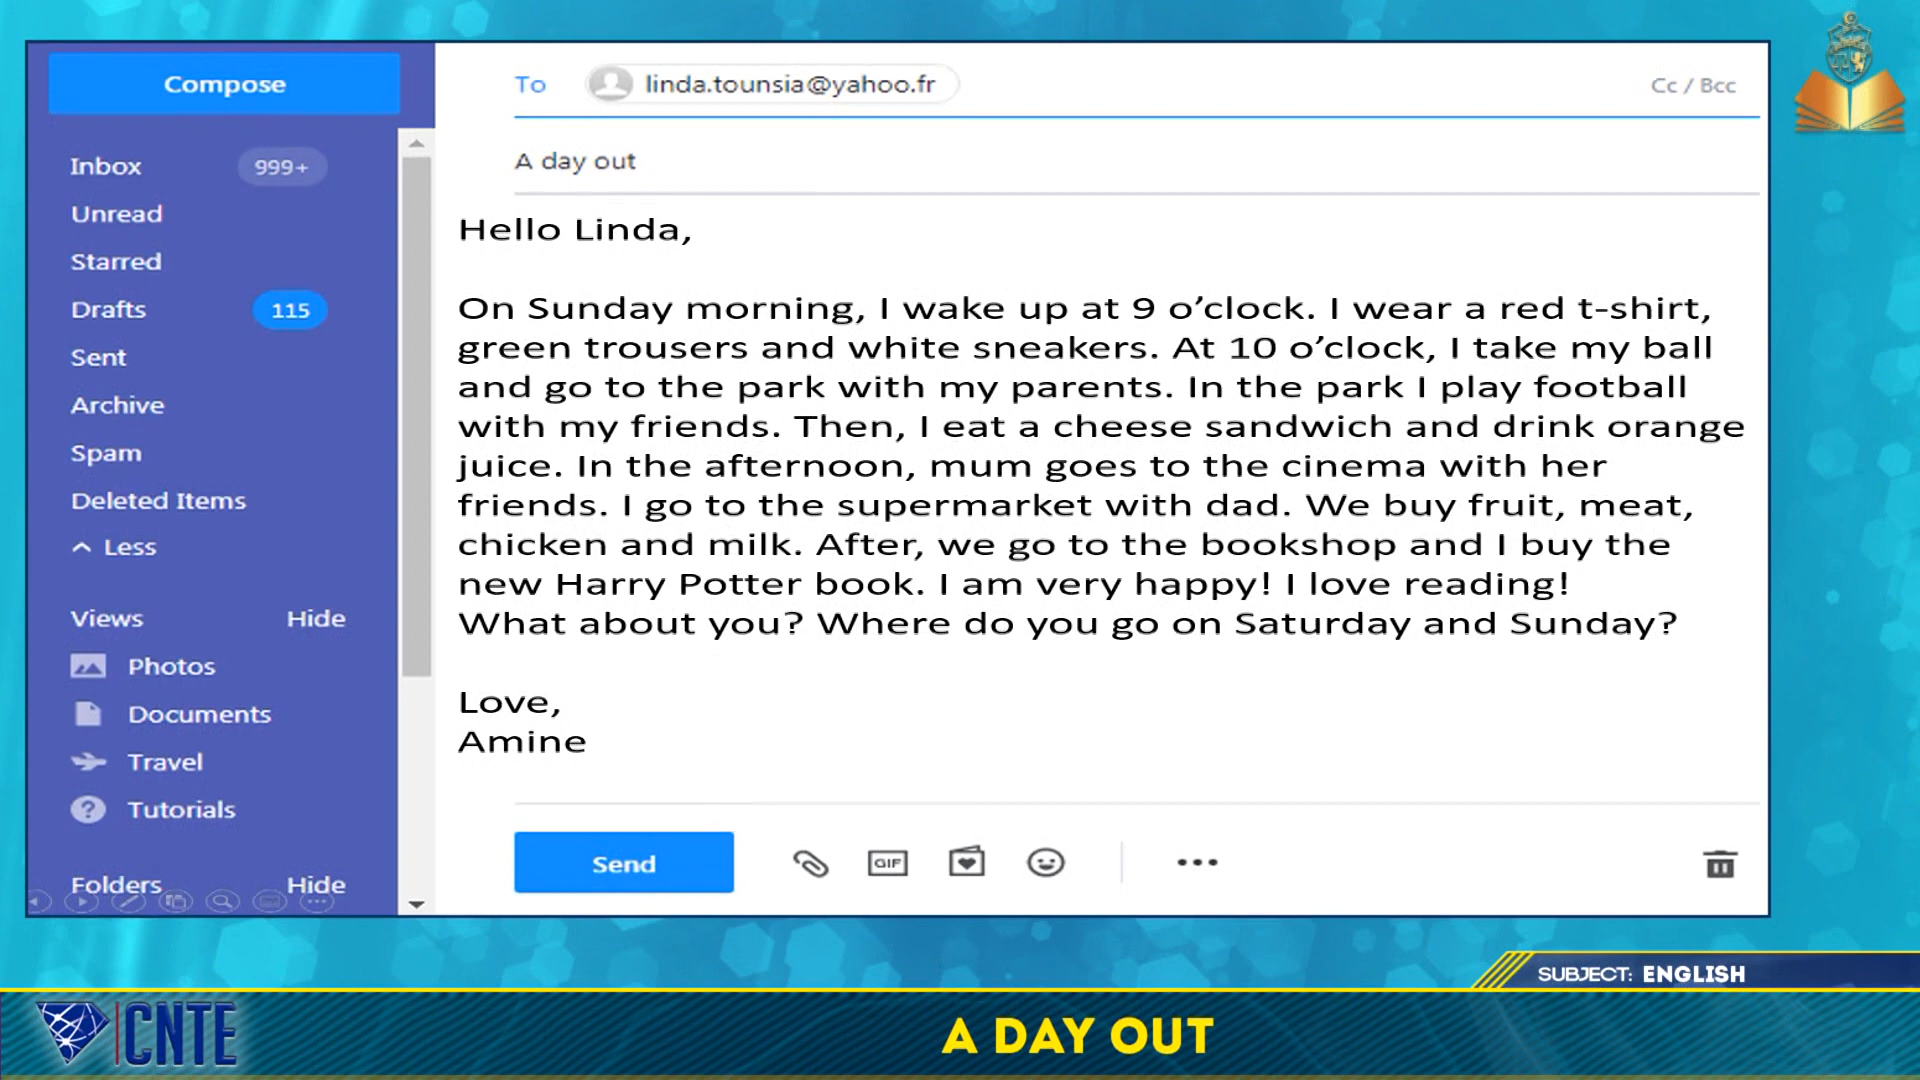 Compose
Inbox 999+
Unread
Starred
Drafts 115
Sent
Archive
Spam
Deleted Items
Less
Views Hide
Photos
Documents
Travel
Tutorials
Folders Hide
To linda.tounsia@yahoo.fr Cc / Bcc
A day out
Hello Linda,
On Sunday morning, I wake up at 9 o’clock. I wear a red t-shirt,
green trousers and white sneakers. At 10 o’clock, I take my ball
and go to the park with my parents. In the park I play football
with my friends. Then, I eat a cheese sandwich and drink orange
juice. In the afternoon, mum goes to the cinema with her
friends. I go to the supermarket with dad. We buy fruit, meat,
chicken and milk. After, we go to the bookshop and I buy the
new Harry Potter book. I am very happy! I love reading!
What about you? Where do you go on Saturday and Sunday?
Love,
Amine
Send GIF
SUBJECT: ENGLISH
CNTE
A DAY OUT